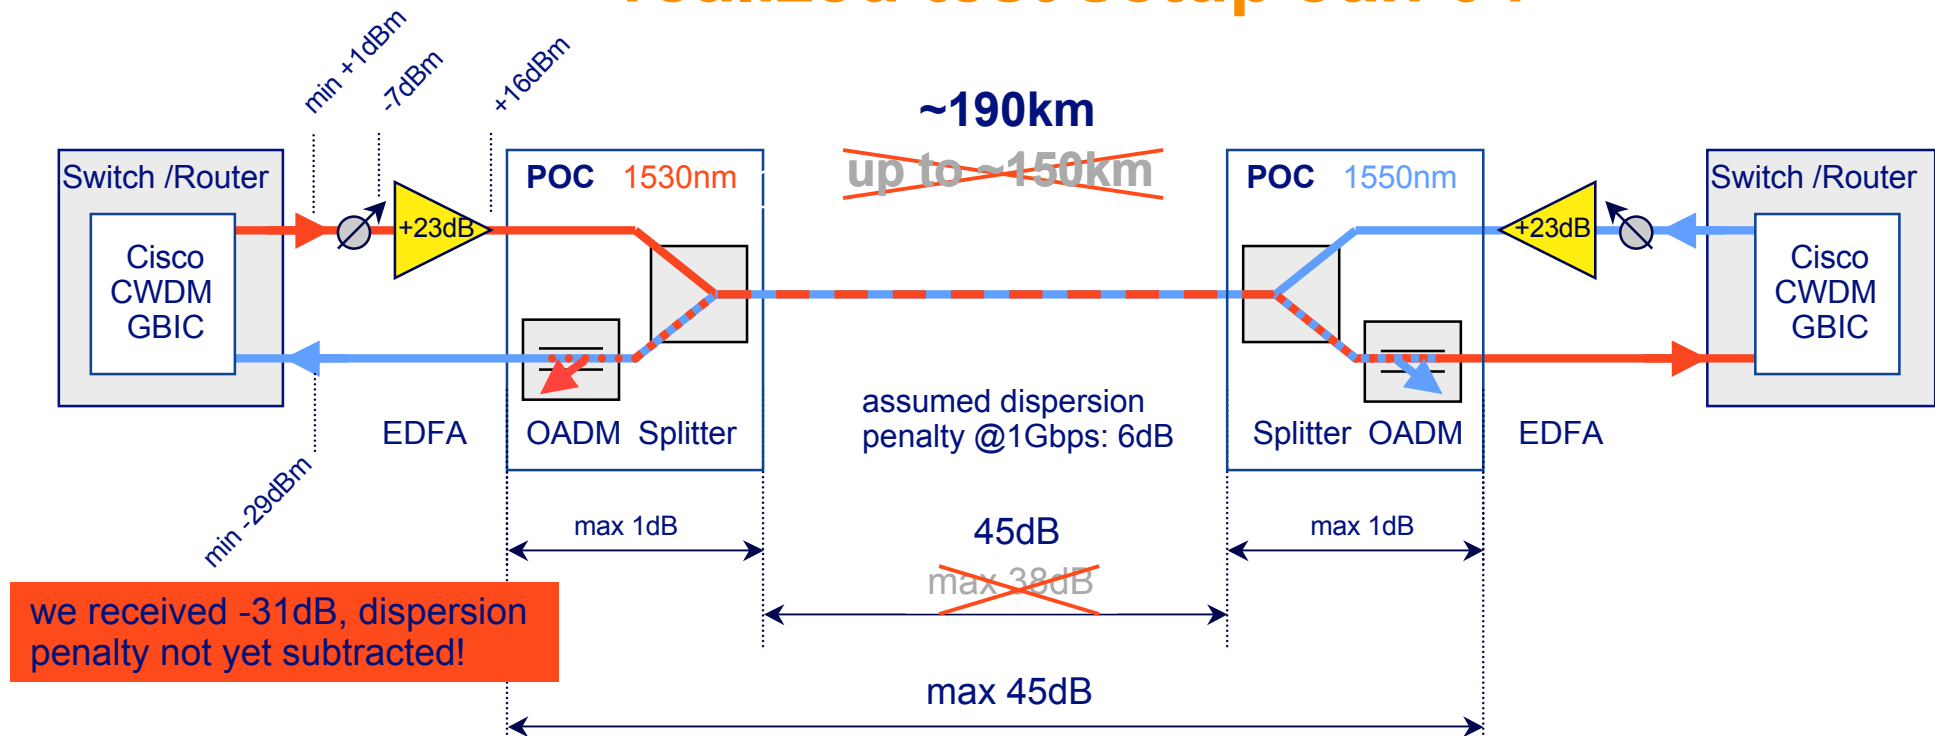 min +1dBm
-7dBm
+16dBm
~190km
up to ~150km
Switch /Router
POC 1530nm
POC 1550nm
Switch /Router
+23dB
+23dB
Cisco
CWDM
GBIC
Cisco
CWDM
GBIC
assumed dispersion
penalty @1Gbps: 6dB
EDFA
OADM Splitter
Splitter OADM
EDFA
min -29dBm
max 1dB
45dB
max 1dB
max 38dB
we received -31dB, dispersion
penalty not yet subtracted!
max 45dB